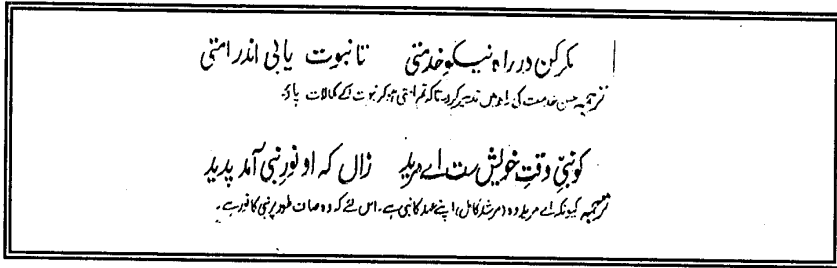 مکر کن در راہ نیکو خدمتی تا نبوت یابی اندر امتی
ترجمہ حسن خدمت کی راہ میں تدبیر کرو۔ تاکہ تم امتی ہو کر نبوت کے کمالات پاؤ۔
کو نبیِ وقتِ خویش ست اے مرید زاں کہ او نورِ نبی آمد پدید
ترجمہ کیونکہ اے مرید وہ (مرشد کامل) اپنے عہد کا نبی ہے۔ اس لئے کہ وہ صاف طور پر نبی کا نور ہے۔